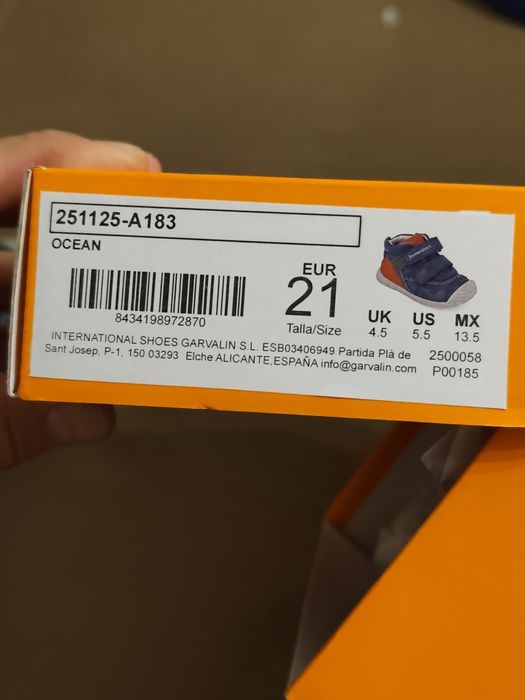 251125-A183
OCEAN
8434198972870
EUR
21
Talla/Size
UK US MX
4.5 5.5 13.5
INTERNATIONAL SHOES GARVALIN S.L. ESB03406949 Partida Plà de 2500058
Sant Josep, P-1, 150 03293 Elche ALICANTE,ESPAÑA info@garvalin.com P00185